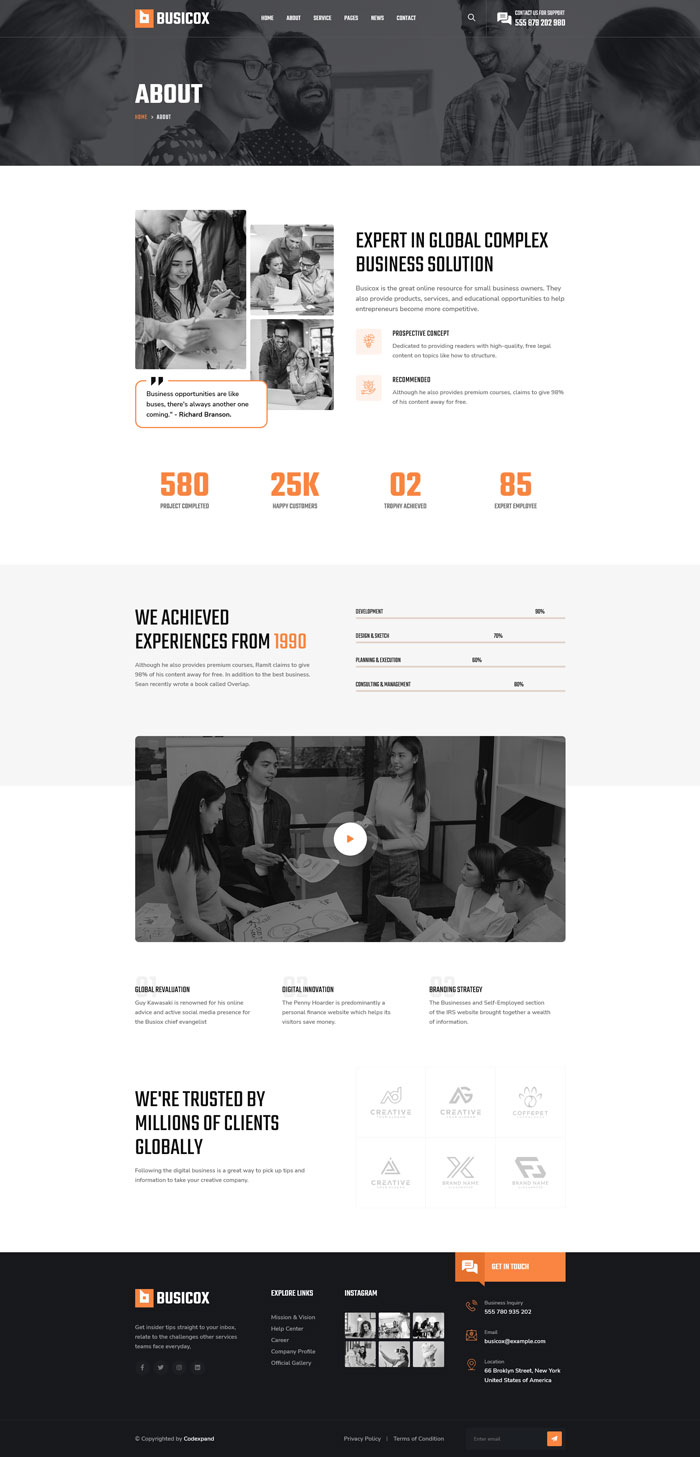 BUSICOX
HOME ABOUT SERVICE PAGES NEWS CONTACT
CONTACT US FOR SUPPORT
555 879 202 980
ABOUT
HOME > ABOUT
EXPERT IN GLOBAL COMPLEX
BUSINESS SOLUTION
Busicox is the great online resource for small business owners. They
also provide products, services, and educational opportunities to help
entrepreneurs become more competitive.
PROSPECTIVE CONCEPT
Dedicated to providing readers with high-quality, free legal
content on topics like how to structure.
RECOMMENDED
Although he also provides premium courses, claims to give 98%
of his content away for free.
Business opportunities are like
buses, there's always another one
coming." - Richard Branson.
580
PROJECT COMPLETED
25K
HAPPY CUSTOMERS
02
TROPHY ACHIEVED
85
EXPERT EMPLOYEE
WE ACHIEVED
EXPERIENCES FROM 1990
Although he also provides premium courses, Ramit claims to give
98% of his content away for free. In addition to the best business.
Sean recently wrote a book called Overlap.
DEVELOPMENT 90%
DESIGN & SKETCH 70%
PLANNING & EXECUTION 60%
CONSULTING & MANAGEMENT 80%
01
GLOBAL REVALUATION
Guy Kawasaki is renowned for his online
advice and active social media presence for
the Busiox chief evangelist
02
DIGITAL INNOVATION
The Penny Hoarder is predominantly a
personal finance website which helps its
visitors save money.
03
BRANDING STRATEGY
The Businesses and Self-Employed section
of the IRS website brought together a wealth
of information.
WE'RE TRUSTED BY
MILLIONS OF CLIENTS
GLOBALLY
Following the digital business is a great way to pick up tips and
information to take your creative company.
CREATIVE
CREATIVE
COFFEPET
CREATIVE
BRAND NAME
BRAND NAME
GET IN TOUCH
BUSICOX
Get insider tips straight to your inbox,
relate to the challenges other services
teams face everyday,
EXPLORE LINKS
Mission & Vision
Help Center
Career
Company Profile
Official Gallery
INSTAGRAM
Business Inquiry
555 780 935 202
Email
busicox@example.com
Location
66 Broklyn Street, New York
United States of America
© Copyrighted by Codexpand
Privacy Policy | Terms of Condition
Enter email